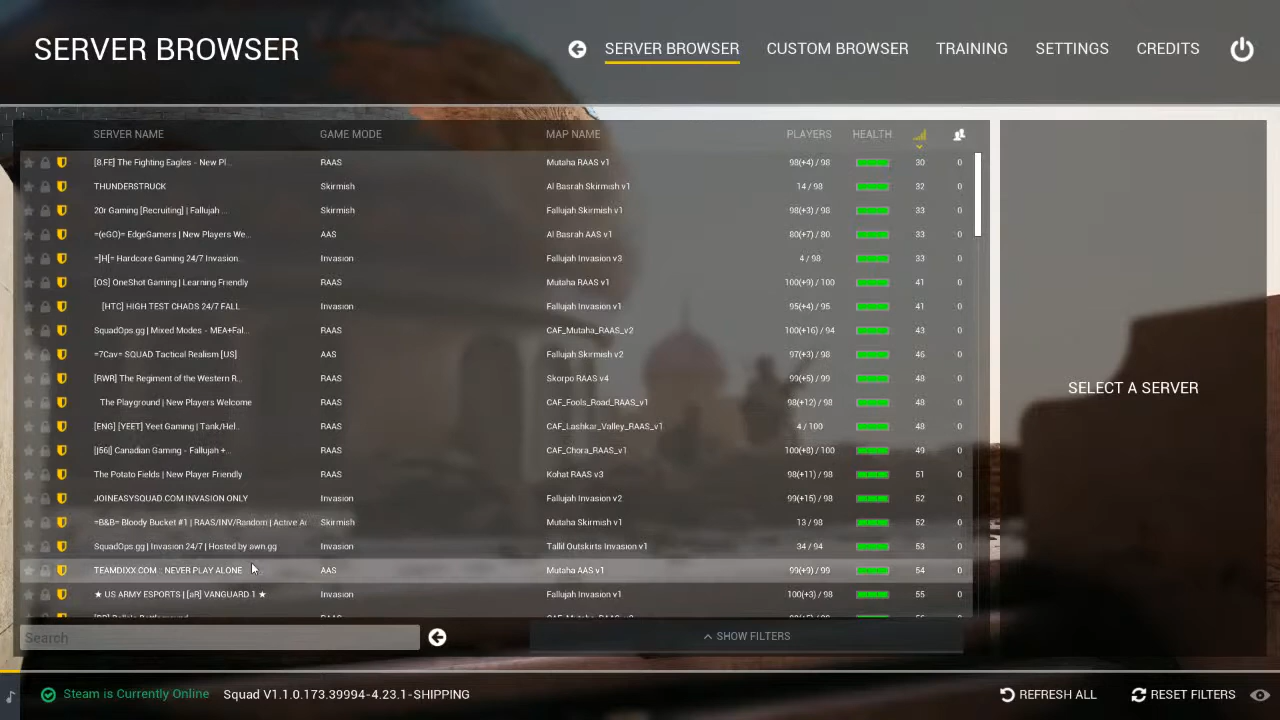 SERVER BROWSER
SERVER BROWSER CUSTOM BROWSER TRAINING SETTINGS CREDITS
SERVER NAME GAME MODE MAP NAME PLAYERS HEALTH
[8.FE] The Fighting Eagles - New Pl... RAAS Mutaha RAAS v1 98(+4) / 98 30 0
THUNDERSTRUCK Skirmish Al Basrah Skirmish v1 14 / 98 32 0
20r Gaming [Recruiting] | Fallujah ... Skirmish Fallujah Skirmish v1 98(+3) / 98 33 0
=(eGO)= EdgeGamers | New Players We... AAS Al Basrah AAS v1 80(+7) / 80 33 0
=]H[= Hardcore Gaming 24/7 Invasion... Invasion Fallujah Invasion v3 4 / 98 33 0
[OS] OneShot Gaming | Learning Friendly RAAS Mutaha RAAS v1 100(+9) / 100 41 0
[HTC] HIGH TEST CHADS 24/7 FALL... Invasion Fallujah Invasion v1 95(+4) / 95 41 0
SquadOps.gg | Mixed Modes - MEA+Fal... RAAS CAF_Mutaha_RAAS_v2 100(+16) / 94 43 0
=7Cav= SQUAD Tactical Realism [US] AAS Fallujah Skirmish v2 97(+3) / 98 46 0
[RWR] The Regiment of the Western R... RAAS Skorpo RAAS v4 99(+5) / 99 48 0
The Playground | New Players Welcome RAAS CAF_Fools_Road_RAAS_v1 98(+12) / 98 48 0
[ENG] [YEET] Yeet Gaming | Tank/Hel... RAAS CAF_Lashkar_Valley_RAAS_v1 4 / 100 48 0
[|56|] Canadian Gaming - Fallujah +... RAAS CAF_Chora_RAAS_v1 100(+8) / 100 49 0
The Potato Fields | New Player Friendly RAAS Kohat RAAS v3 98(+11) / 98 51 0
JOINEASYSQUAD.COM INVASION ONLY Invasion Fallujah Invasion v2 99(+15) / 98 52 0
=B&B= Bloody Bucket #1 | RAAS/INV/Random | Active Skirmish Mutaha Skirmish v1 13 / 98 52 0
SquadOps.gg | Invasion 24/7 | Hosted by awn.gg Invasion Tallil Outskirts Invasion v1 34 / 94 53 0
TEAMDIXX.COM : NEVER PLAY ALONE AAS Mutaha AAS v1 99(+9) / 99 54 0
★ US ARMY ESPORTS | [aR] VANGUARD 1 ★ Invasion Fallujah Invasion v1 100(+3) / 98 55 0
SELECT A SERVER
Search
SHOW FILTERS
Steam is Currently Online Squad V1.1.0.173.39994-4.23.1-SHIPPING REFRESH ALL RESET FILTERS